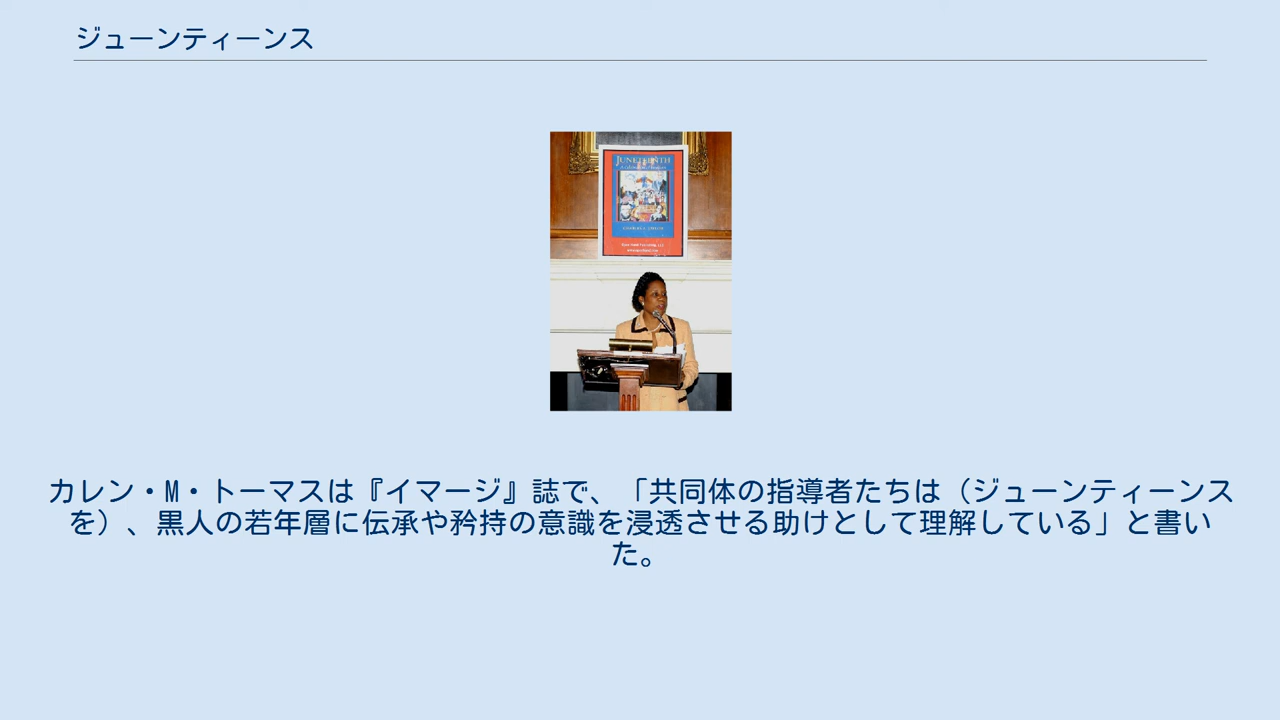 ジューンティーンス
JUNETEENTH
カレン・M・トーマスは『イマージ』誌で、「共同体の指導者たちは（ジューンティーンス
を）、黒人の若年層に伝承や矜持の意識を浸透させる助けとして理解している」と書い
た。